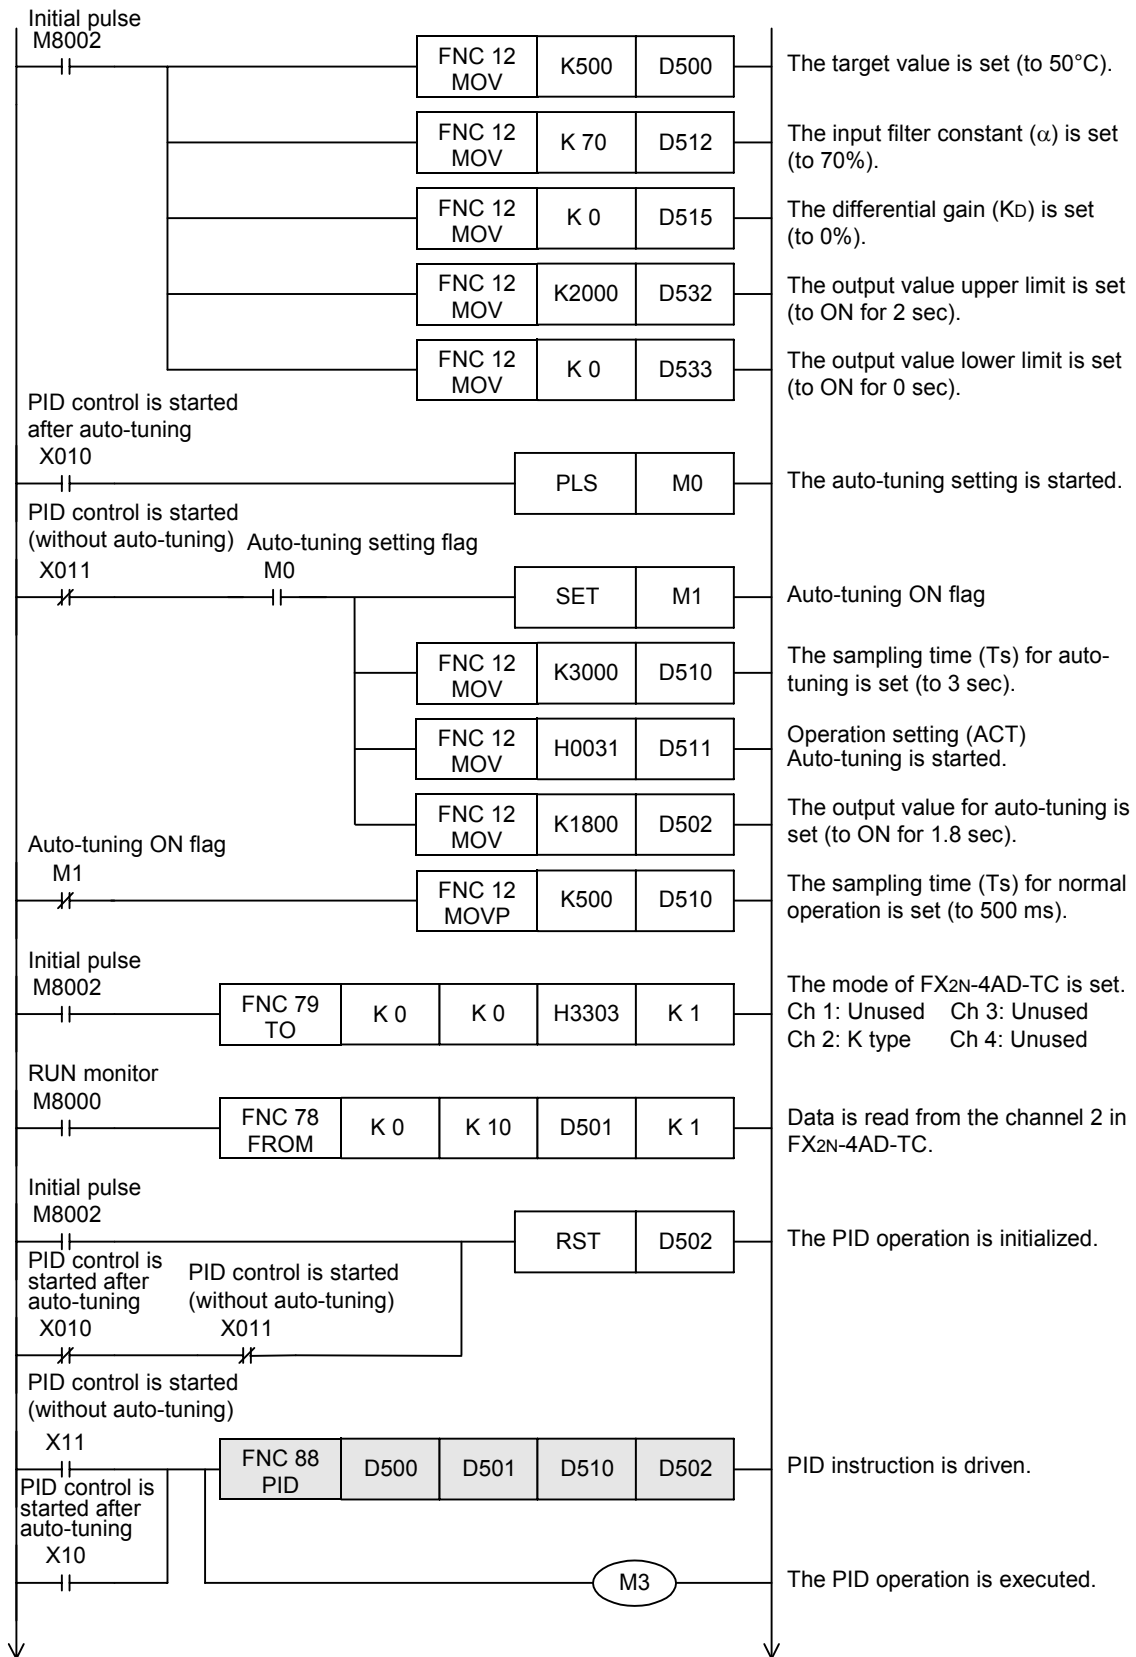 Initial pulse
M8002
FNC 12
MOV
K500
D500
The target value is set (to 50°C).
FNC 12
MOV
K 70
D512
The input filter constant (α) is set
(to 70%).
FNC 12
MOV
K 0
D515
The differential gain (KD) is set
(to 0%).
FNC 12
MOV
K2000
D532
The output value upper limit is set
(to ON for 2 sec).
FNC 12
MOV
K 0
D533
The output value lower limit is set
(to ON for 0 sec).
PID control is started
after auto-tuning
X010
PLS
M0
The auto-tuning setting is started.
PID control is started
(without auto-tuning)
X011
Auto-tuning setting flag
M0
SET
M1
Auto-tuning ON flag
FNC 12
MOV
K3000
D510
The sampling time (Ts) for auto-
tuning is set (to 3 sec).
FNC 12
MOV
H0031
D511
Operation setting (ACT)
Auto-tuning is started.
FNC 12
MOV
K1800
D502
The output value for auto-tuning is
set (to ON for 1.8 sec).
Auto-tuning ON flag
M1
FNC 12
MOVP
K500
D510
The sampling time (Ts) for normal
operation is set (to 500 ms).
Initial pulse
M8002
FNC 79
TO
K 0
K 0
H3303
K 1
The mode of FX2N-4AD-TC is set.
Ch 1: Unused Ch 3: Unused
Ch 2: K type Ch 4: Unused
RUN monitor
M8000
FNC 78
FROM
K 0
K 10
D501
K 1
Data is read from the channel 2 in
FX2N-4AD-TC.
Initial pulse
M8002
RST
D502
The PID operation is initialized.
PID control is
started after
auto-tuning
X010
PID control is started
(without auto-tuning)
X011
PID control is started
(without auto-tuning)
X11
FNC 88
PID
D500
D501
D510
D502
PID instruction is driven.
PID control is
started after
auto-tuning
X10
M3
The PID operation is executed.